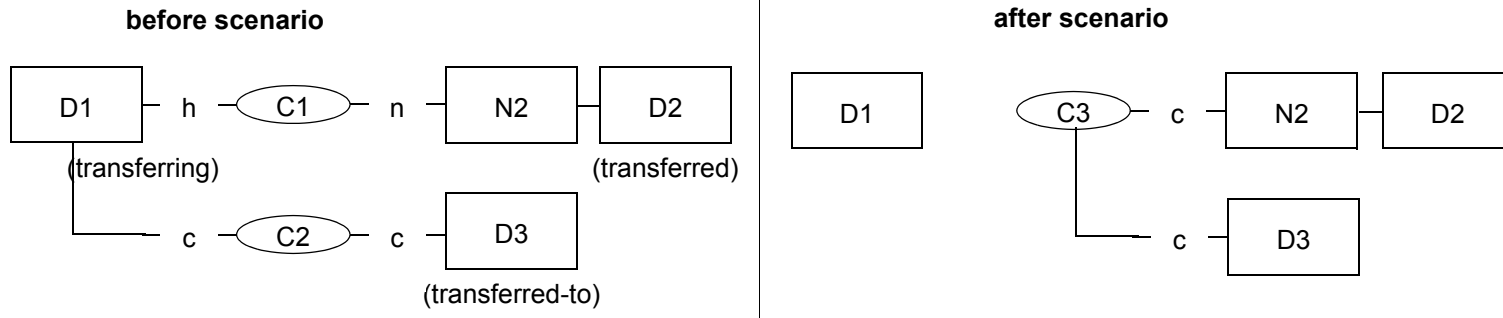 before scenario
D1 h C1 n N2 D2
(transferring) (transferred)
c C2 c D3
(transferred-to)
after scenario
D1 C3 c N2 D2
c D3